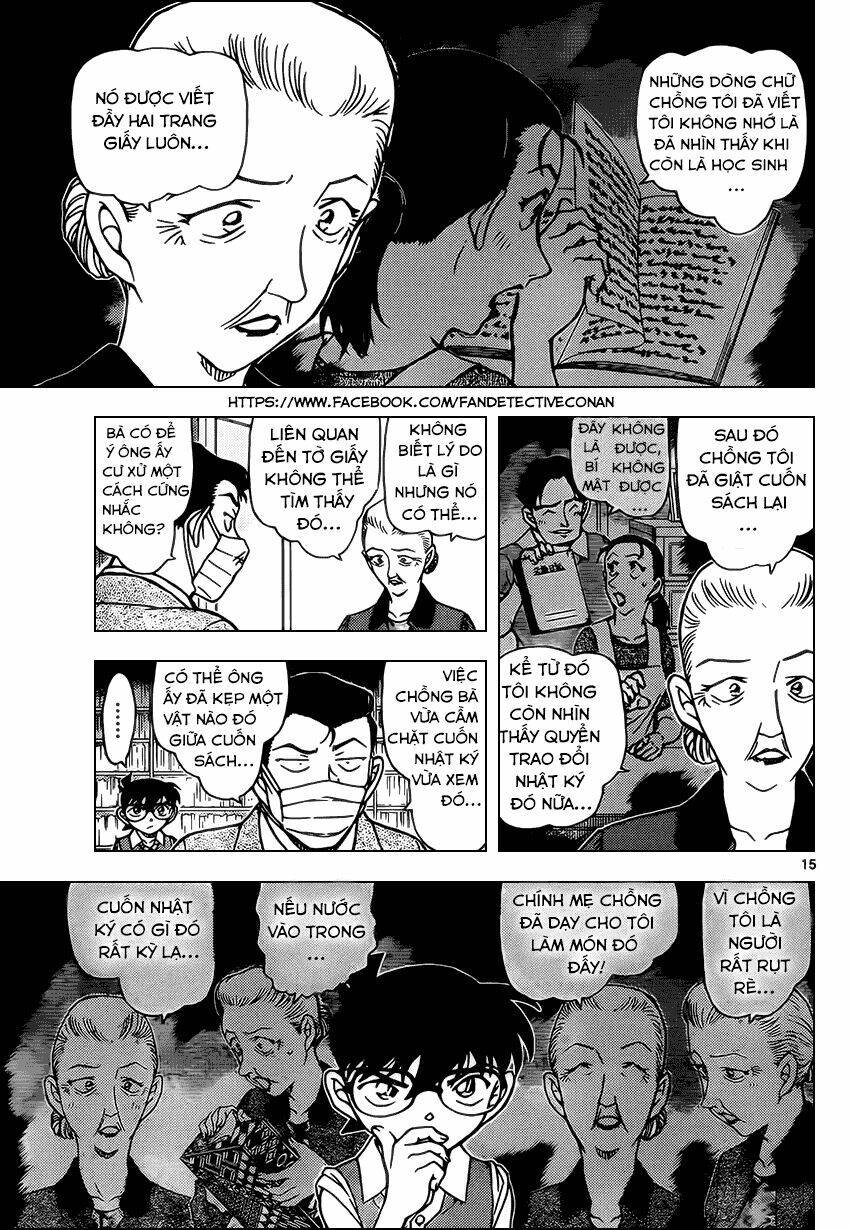 NHỮNG DÒNG CHỮ
CHỒNG TÔI ĐÃ VIẾT
TÔI KHÔNG NHỚ LÀ
ĐÃ NHÌN THẤY KHI
CÒN LÀ HỌC SINH
...
NÓ ĐƯỢC VIẾT
ĐẦY HAI TRANG
GIẤY LUÔN...
HTTPS://WWW.FACEBOOK.COM/FANDETECTIVECONAN
SAU ĐÓ
CHỒNG TÔI
ĐÃ GIẬT CUỐN
SÁCH LẠI
...
ĐÂY KHÔNG
LÀ ĐƯỢC,
BÍ KHÔNG
MẬT ĐƯỢC
...
KỂ TỪ ĐÓ
TÔI KHÔNG
CÒN NHÌN
THẤY QUYỂN
TRAO ĐỔI
NHẬT KÝ
ĐÓ NỮA...
KHÔNG
BIẾT LÝ DO
LÀ GÌ
NHƯNG NÓ
CÓ THỂ...
LIÊN QUAN
ĐẾN TỜ GIẤY
KHÔNG THỂ
TÌM THẤY
ĐÓ...
BÀ CÓ ĐỂ
Ý ÔNG ẤY
CƯ XỬ MỘT
CÁCH CỨNG
NHẮC
KHÔNG?
VIỆC
CHỒNG BÀ
VỪA CẦM
CHẶT CUỐN
NHẬT KÝ
VỪA XEM
ĐÓ...
CÓ THỂ ÔNG
ẤY ĐÃ KẸP MỘT
VẬT NÀO ĐÓ
GIỮA CUỐN
SÁCH...
......
15
VÌ CHỒNG
TÔI LÀ
NGƯỜI
RẤT RỤT
RÈ...
CHÍNH MẸ CHỒNG
ĐÃ DẠY CHO TÔI
LÀM MÓN ĐÓ
ĐẤY!
NẾU NƯỚC
VÀO TRONG
...
CUỐN NHẬT
KÝ CÓ GÌ ĐÓ
RẤT KỲ LẠ...